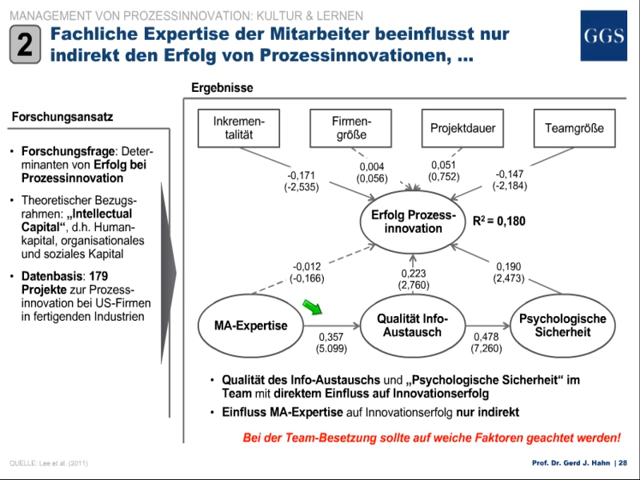 MANAGEMENT VON PROZESSINNOVATION: KULTUR & LERNEN
2
Fachliche Expertise der Mitarbeiter beeinflusst nur
indirekt den Erfolg von Prozessinnovationen, ...
GGS
Forschungsansatz
• Forschungsfrage: Deter-
minanten von Erfolg bei
Prozessinnovation
• Theoretischer Bezugs-
rahmen: „Intellectual
Capital“, d.h. Human-
kapital, organisationales
und soziales Kapital
• Datenbasis: 179
Projekte zur Prozess-
innovation bei US-Firmen
in fertigenden Industrien
Ergebnisse
Inkremen-
talität
Firmen-
größe
Projektdauer
Teamgröße
-0,171
(-2,535)
0,004
(0,056)
0,051
(0,752)
-0,147
(-2,184)
Erfolg Prozess-
innovation
R² = 0,180
-0,012
(-0,166)
0,223
(2,760)
0,190
(2,473)
MA-Expertise
0,357
(5.099)
Qualität Info-
Austausch
0,478
(7,260)
Psychologische
Sicherheit
• Qualität des Info-Austauschs und „Psychologische Sicherheit“ im
Team mit direktem Einfluss auf Innovationserfolg
• Einfluss MA-Expertise auf Innovationserfolg nur indirekt
Bei der Team-Besetzung sollte auf weiche Faktoren geachtet werden!
QUELLE: Lee et al. (2011)
Prof. Dr. Gerd J. Hahn | 28